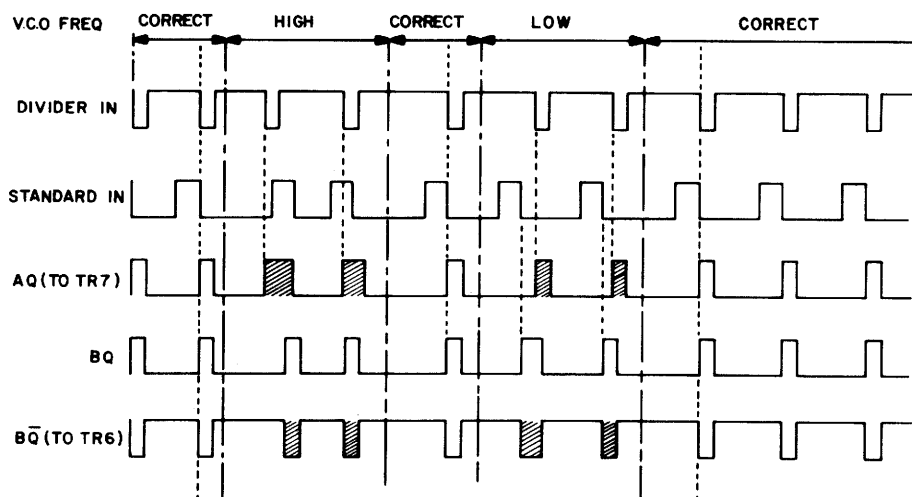 V.C.O FREQ CORRECT HIGH CORRECT LOW CORRECT
DIVIDER IN
STANDARD IN
AQ (TO TR7)
BQ
BQ̅ (TO TR6)